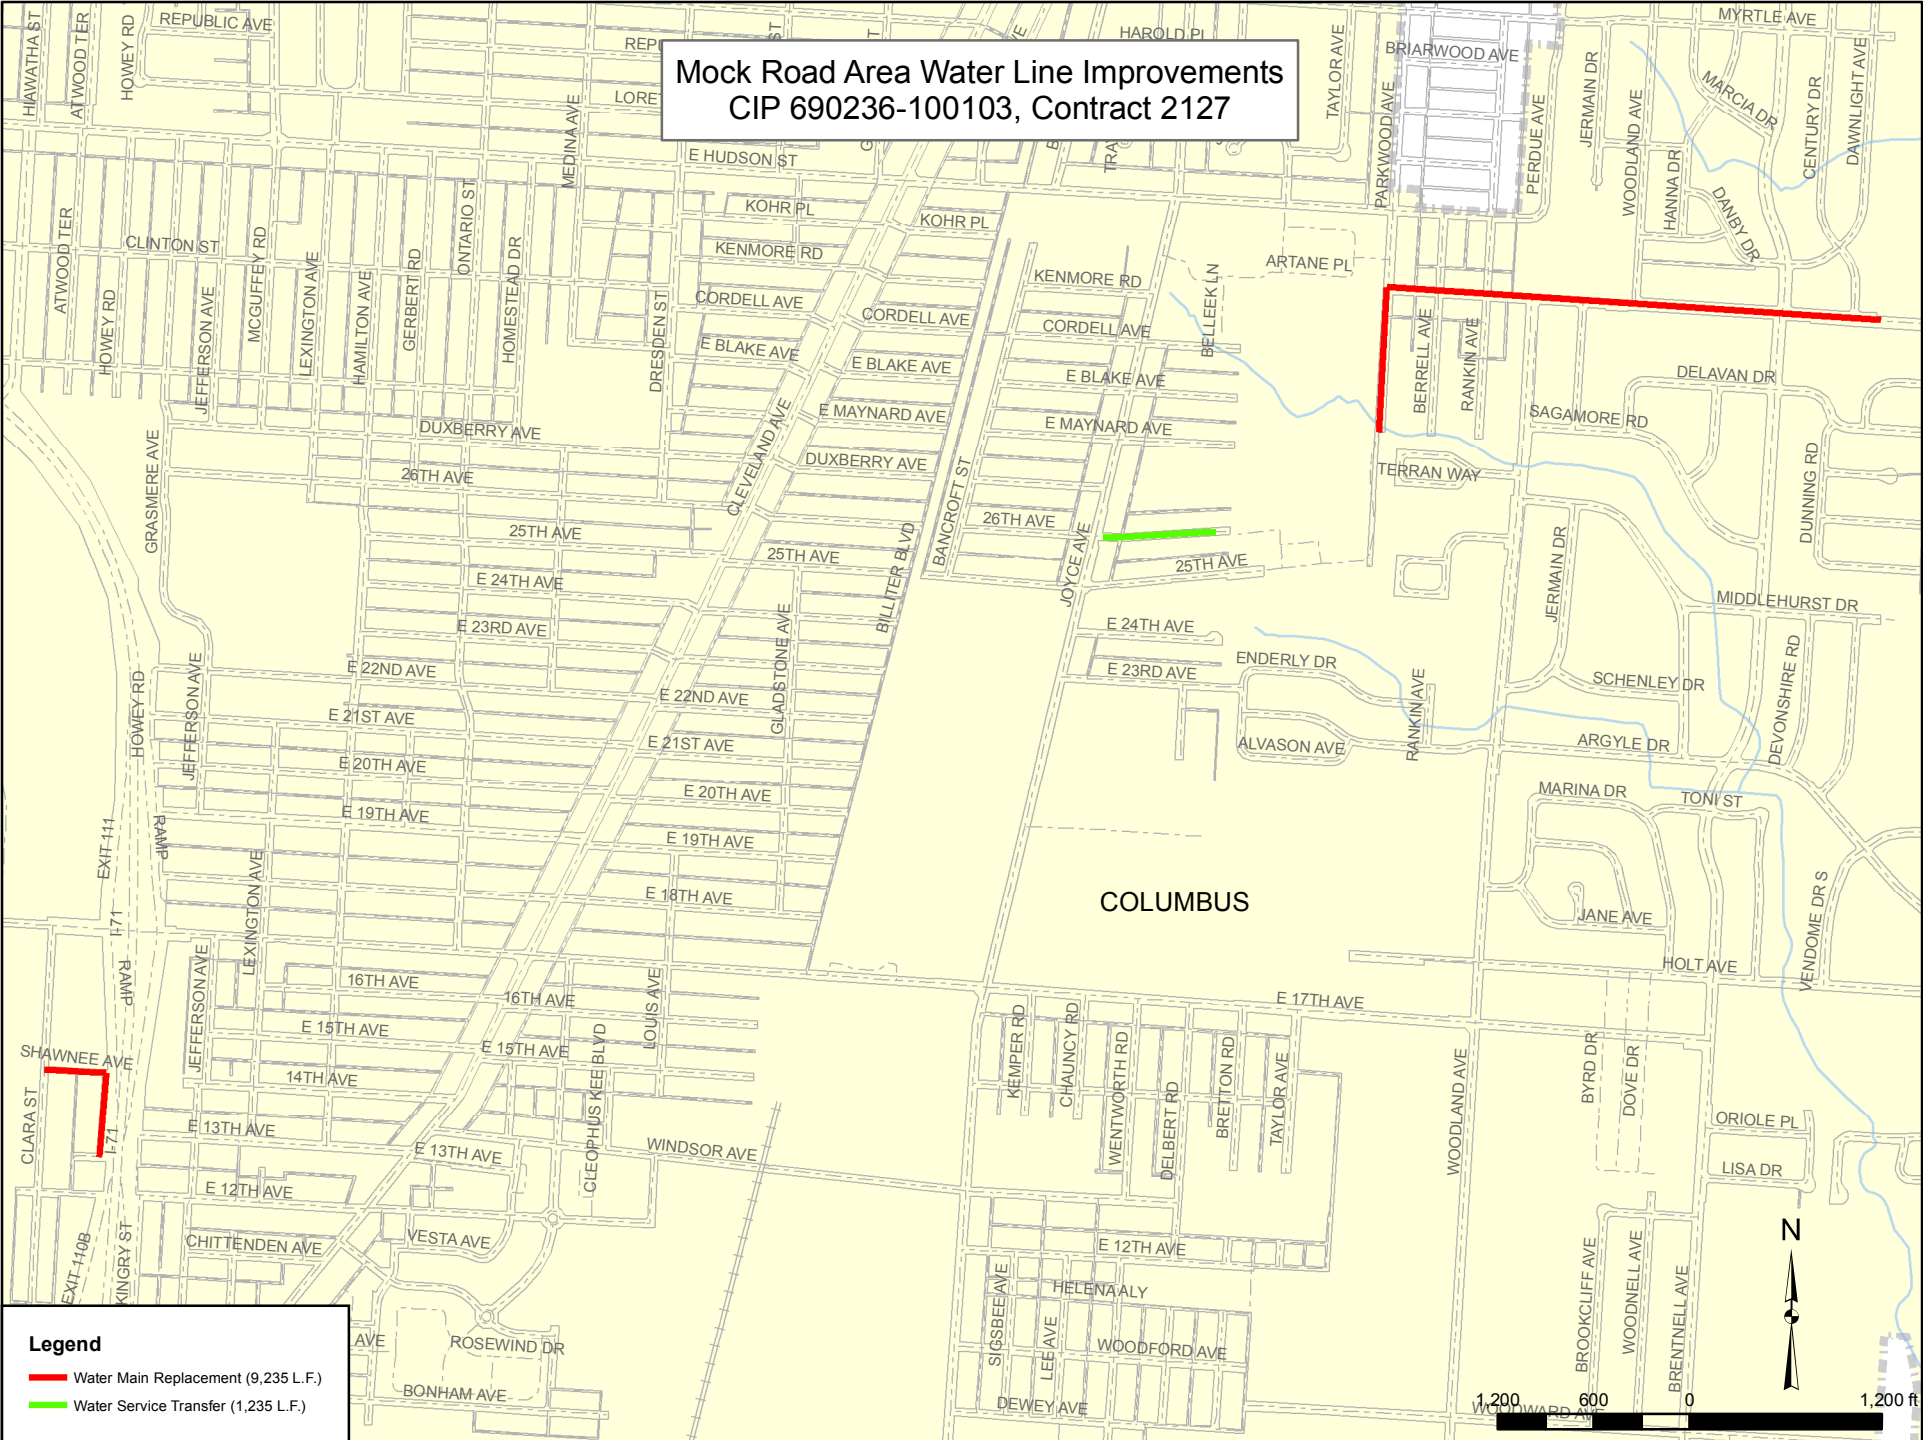 Mock Road Area Water Line Improvements
CIP 690236-100103, Contract 2127
HIAWATHA ST
ATWOOD TER
HOWEY RD
REPUBLIC AVE
HAROLD PL
TAYLOR AVE
BRIARWOOD AVE
MYRTLE AVE
PARKWOOD AVE
PERDUE AVE
JERMAIN DR
WOODLAND AVE
MARCIA DR
CENTURY DR
DAWNLIGHT AVE
HANNA DR
DANBY DR
MEDINA AVE
E HUDSON ST
KOHR PL
KOHR PL
CLINTON ST
ATWOOD TER
HOWEY RD
JEFFERSON AVE
MCGUFFEY RD
LEXINGTON AVE
HAMILTON AVE
GERBERT RD
ONTARIO ST
HOMESTEAD DR
DRESDEN ST
KENMORE RD
KENMORE RD
ARTANE PL
BELLEEK LN
CORDELL AVE
CORDELL AVE
CORDELL AVE
E BLAKE AVE
E BLAKE AVE
E BLAKE AVE
BERRELL AVE
RANKIN AVE
DELAVAN DR
SAGAMORE RD
E MAYNARD AVE
E MAYNARD AVE
DUXBERRY AVE
DUXBERRY AVE
CLEVELAND AVE
GRASMERE AVE
26TH AVE
26TH AVE
TERRAN WAY
DUNNING RD
BANCROFT ST
BILLITER BLVD
JOYCE AVE
25TH AVE
25TH AVE
25TH AVE
E 24TH AVE
E 24TH AVE
JERMAIN DR
MIDDLEHURST DR
E 23RD AVE
E 23RD AVE
GLADSTONE AVE
ENDERLY DR
SCHENLEY DR
DEVONSHIRE RD
E 22ND AVE
E 22ND AVE
HOWEY RD
JEFFERSON AVE
RANKIN AVE
E 21ST AVE
E 21ST AVE
ALVASON AVE
ARGYLE DR
E 20TH AVE
E 20TH AVE
MARINA DR
TONI ST
E 19TH AVE
E 19TH AVE
EXIT 111
RAMP
E 18TH AVE
COLUMBUS
LEXINGTON AVE
I-71
RAMP
JANE AVE
HOLT AVE
VENDOME DR S
JEFFERSON AVE
16TH AVE
16TH AVE
LOUIS AVE
E 17TH AVE
E 15TH AVE
E 15TH AVE
KEMPER RD
CHAUNCY RD
WENTWORTH RD
DELBERT RD
BRETTON RD
TAYLOR AVE
WOODLAND AVE
BYRD DR
DOVE DR
SHAWNEE AVE
14TH AVE
CLARA ST
I-71
E 13TH AVE
E 13TH AVE
CLEOPHUS KEE BLVD
WINDSOR AVE
ORIOLE PL
LISA DR
E 12TH AVE
E 12TH AVE
CHITTENDEN AVE
VESTA AVE
EXIT 110B
KINGRY ST
SIGSBEE AVE
HELENA ALY
LEE AVE
WOODFORD AVE
BROOKCLIFF AVE
WOODNELL AVE
BRENTNELL AVE
N
AVE
ROSEWIND DR
BONHAM AVE
DEWEY AVE
WOODWARD AVE
1,200 600 0 1,200 ft
Legend
Water Main Replacement (9,235 L.F.)
Water Service Transfer (1,235 L.F.)